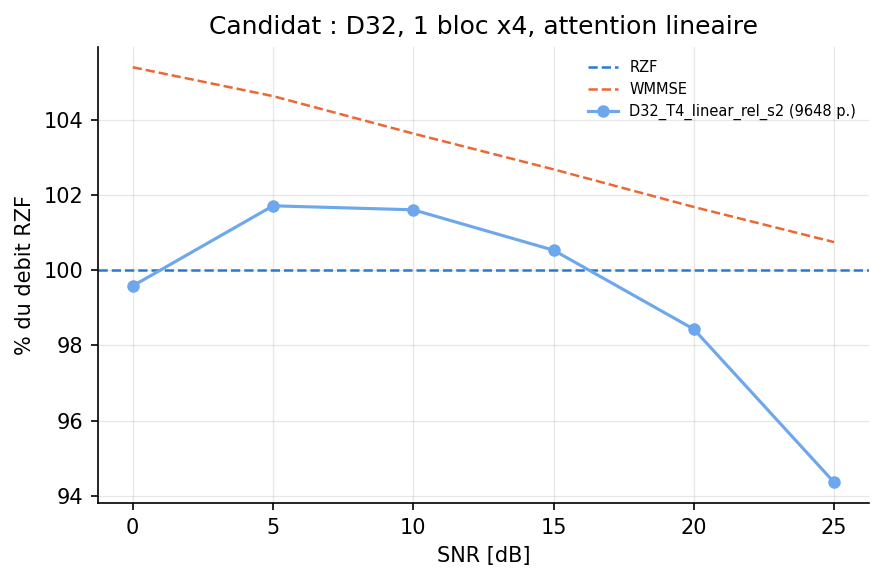 Candidat : D32, 1 bloc x4, attention lineaire
RZF
WMMSE
D32_T4_linear_rel_s2 (9648 p.)
% du debit RZF
104
102
100
98
96
94
0 5 10 15 20 25
SNR [dB]